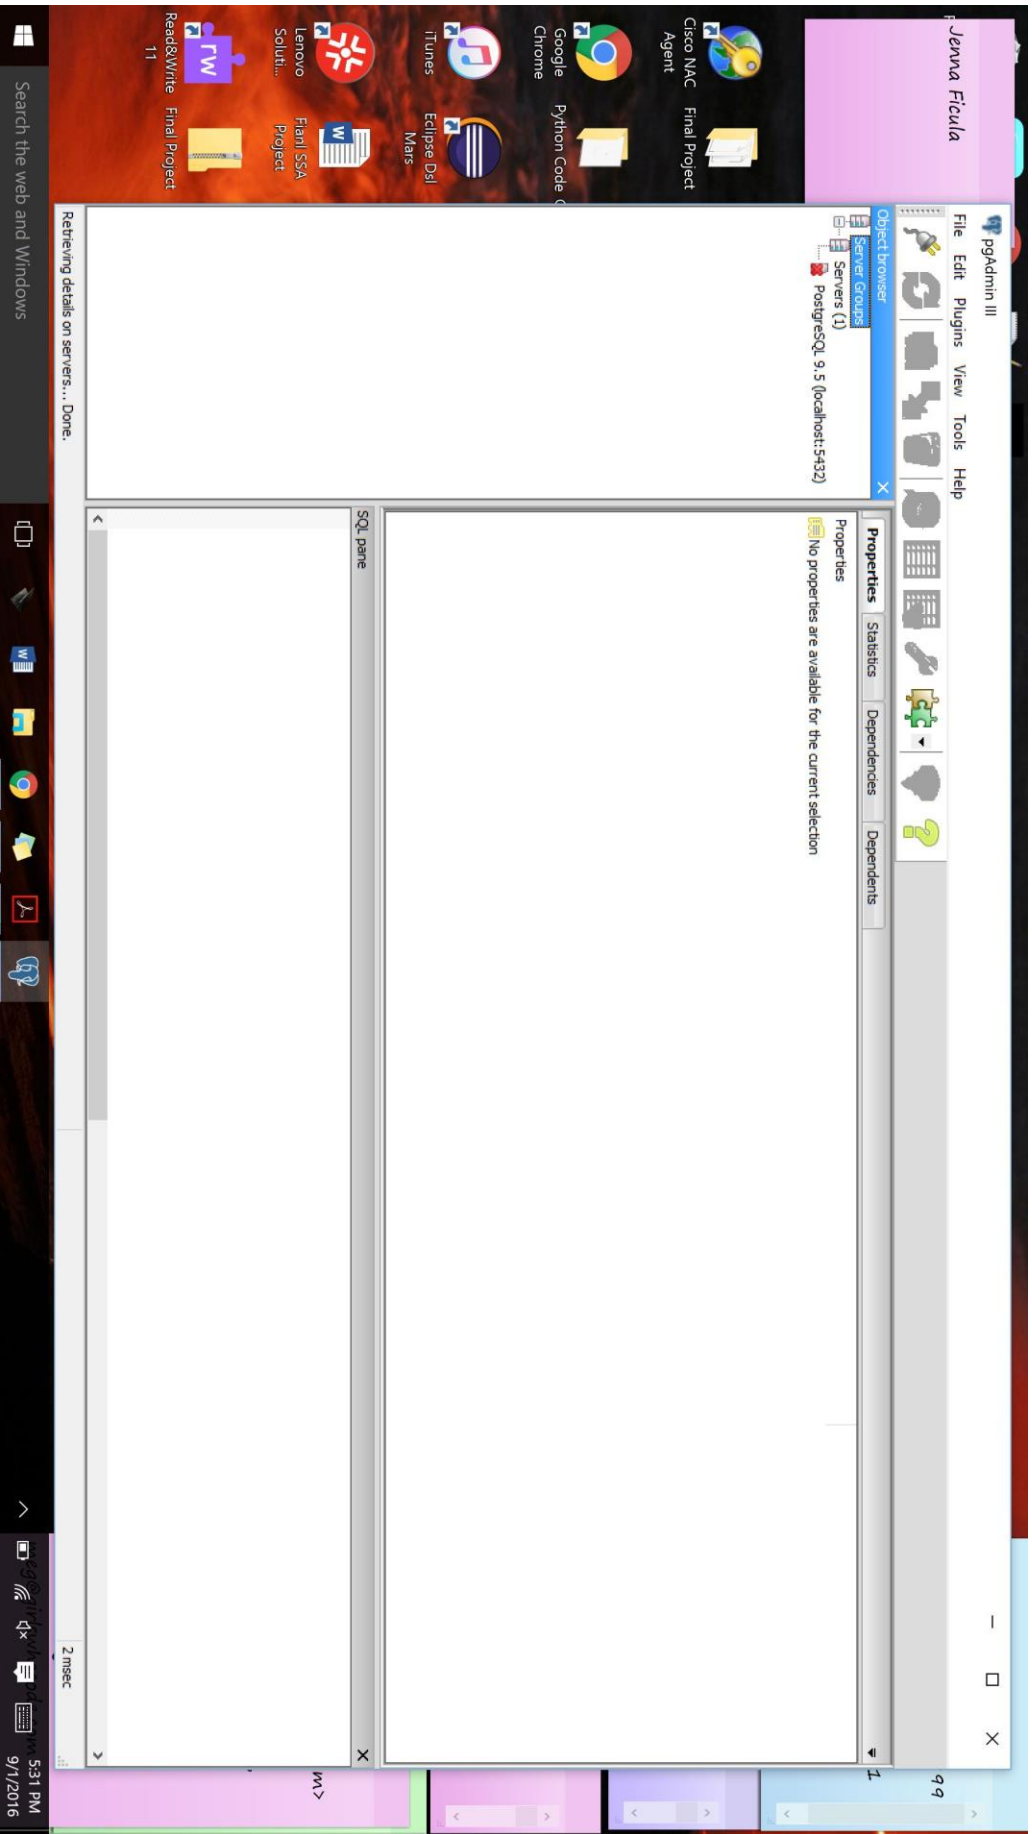 Jenna Ficula
Cisco NAC
Agent
Final Project
Google
Chrome
Python Code
iTunes
Eclipse Dsl
Mars
Lenovo
Soluti...
Fianl SSA
Project
rw
Read&Write
11
Final Project
pgAdmin III
File Edit Plugins View Tools Help
Object browser
Server Groups
Servers (1)
PostgreSQL 9.5 (localhost:5432)
Properties Statistics Dependencies Dependents
Properties
No properties are available for the current selection
SQL pane
Retrieving details on servers... Done.
2 msec
99
1
m>
Search the web and Windows
5:31 PM
9/1/2016